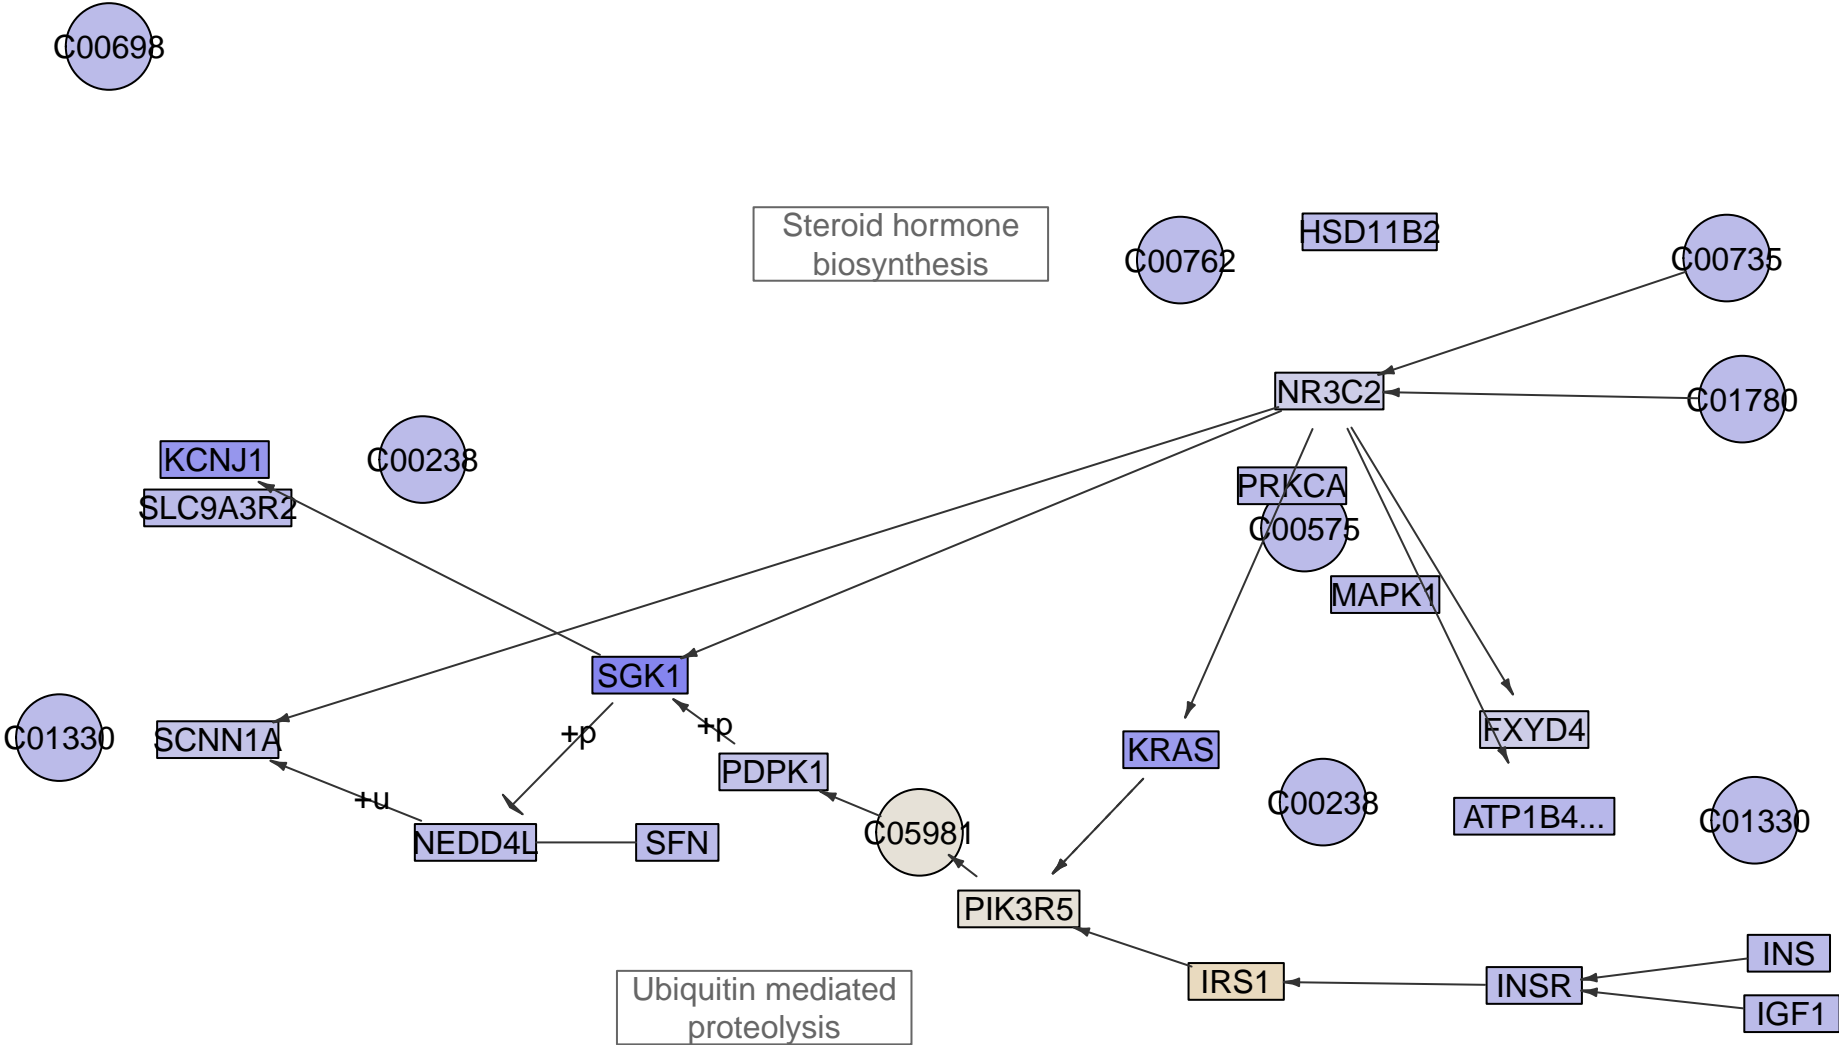 C00698
Steroid hormone
biosynthesis
C00762
HSD11B2
C00735
NR3C2
C01780
KCNJ1
C00238
SLC9A3R2
PRKCA
C00575
MAPK1
SGK1
C01330
SCNN1A
+p
+p
KRAS
FXYD4
PDPK1
+u
C00238
ATP1B4...
C01330
NEDD4L
SFN
C05981
PIK3R5
IRS1
INSR
INS
IGF1
Ubiquitin mediated
proteolysis